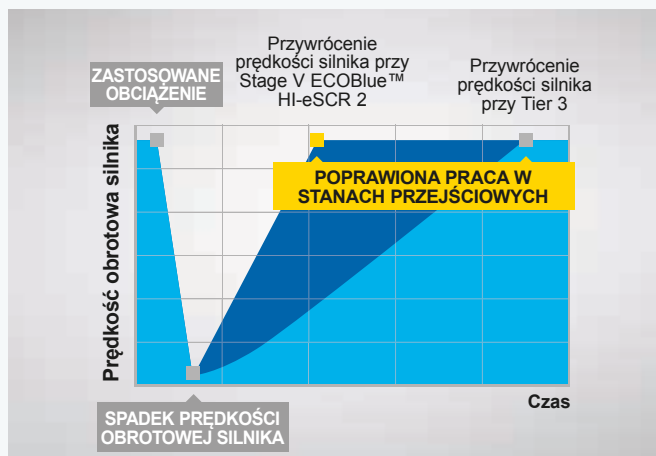 ZASTOSOWANE
OBCIĄŻENIE
Przywrócenie
prędkości silnika przy
Stage V ECOBlue™
HI-eSCR 2
Przywrócenie
prędkości silnika
przy Tier 3
Prędkość obrotowa silnika
POPRAWIONA PRACA W
STANACH PRZEJŚCIOWYCH
Czas
SPADEK PRĘDKOŚCI
OBROTOWEJ SILNIKA